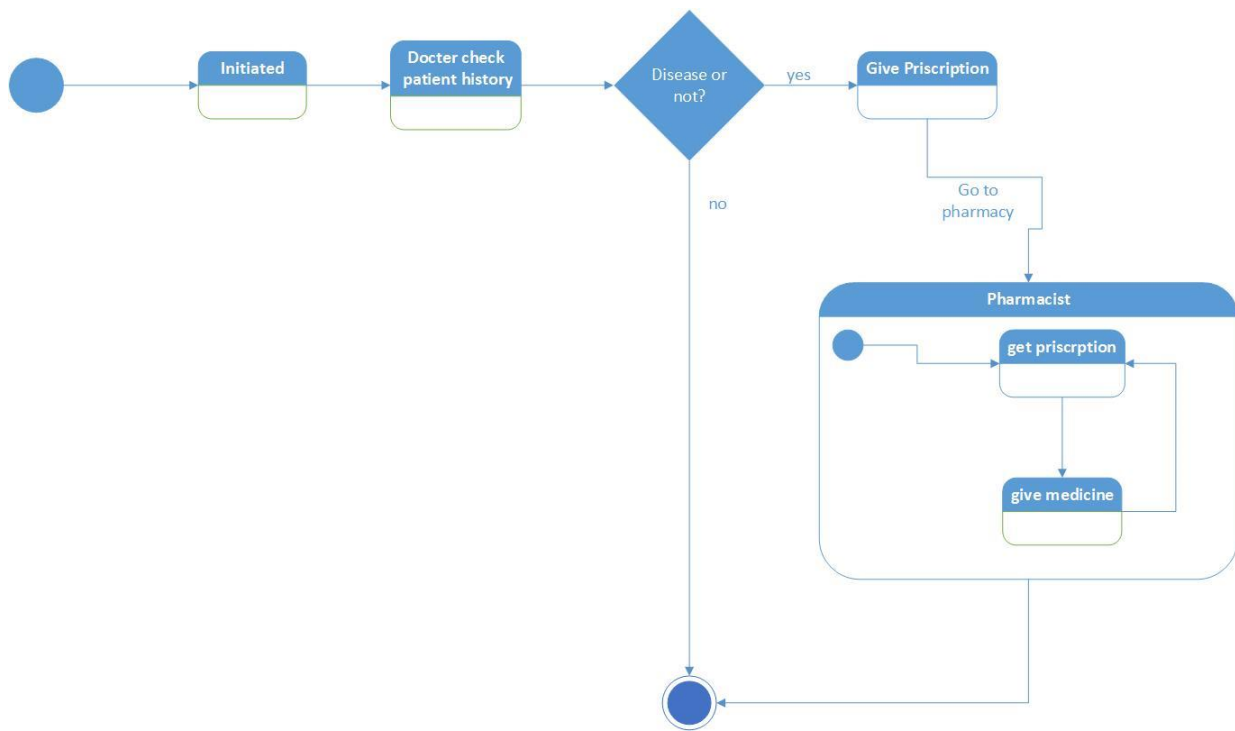 Initiated
Docter check
patient history
Disease or
not?
yes
Give Priscription
no
Go to
pharmacy
Pharmacist
get priscrption
give medicine